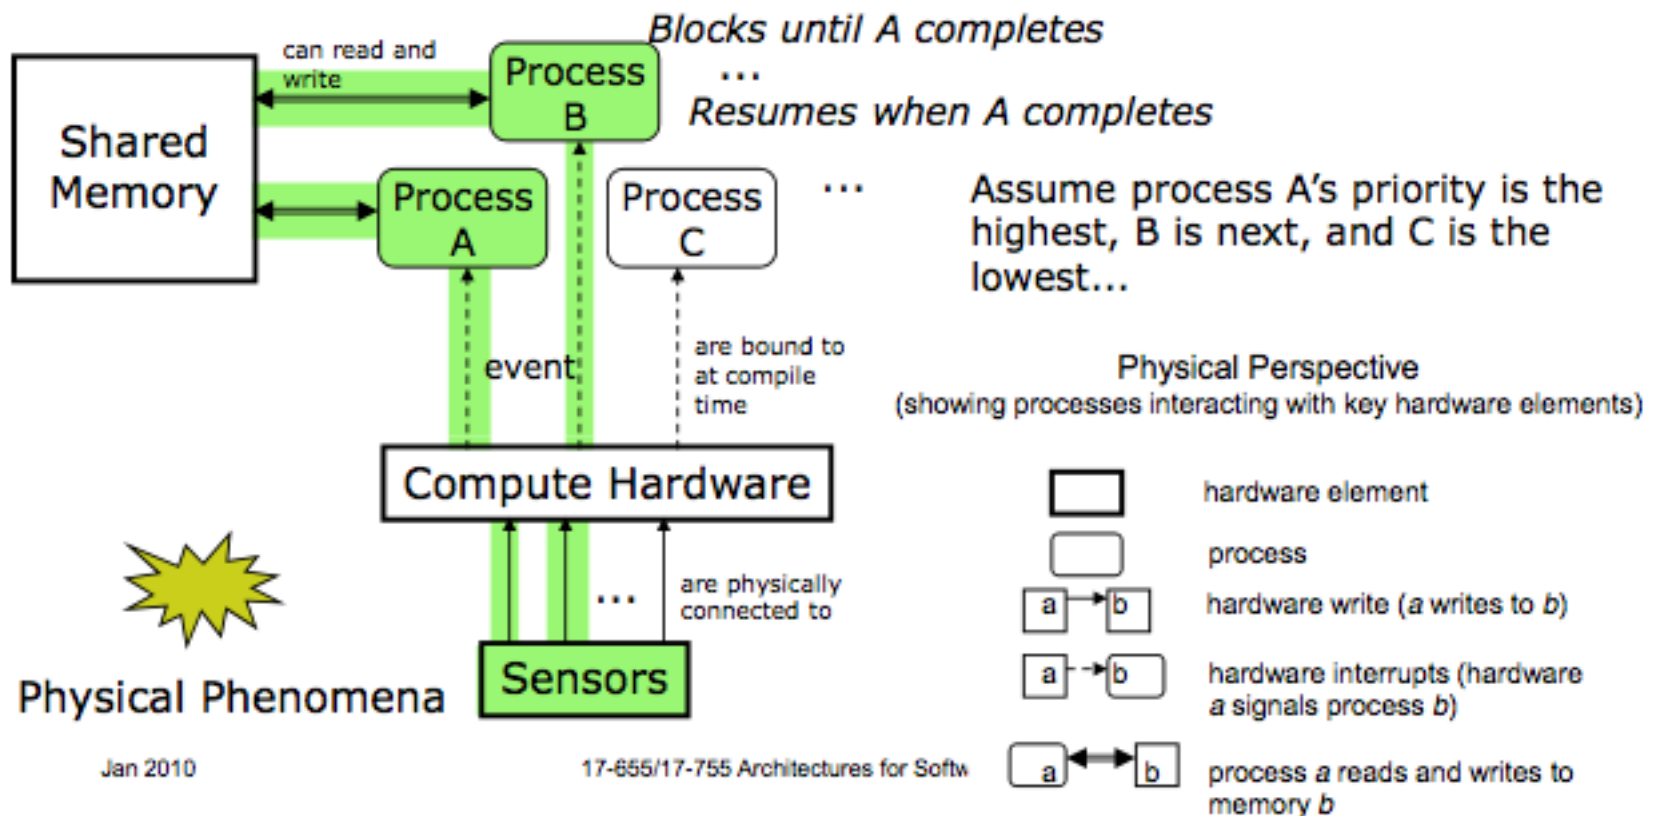 Blocks until A completes
...
Resumes when A completes
can read and
write
Process
B
Shared
Memory
Process
A
Process
C
...
Assume process A’s priority is the
highest, B is next, and C is the
lowest...
event
are bound to
at compile
time
Physical Perspective
(showing processes interacting with key hardware elements)
Compute Hardware
hardware element
process
...
are physically
connected to
a
b
hardware write (a writes to b)
Sensors
a
b
hardware interrupts (hardware
a signals process b)
Physical Phenomena
Jan 2010
17-655/17-755 Architectures for Softw
a
b
process a reads and writes to
memory b